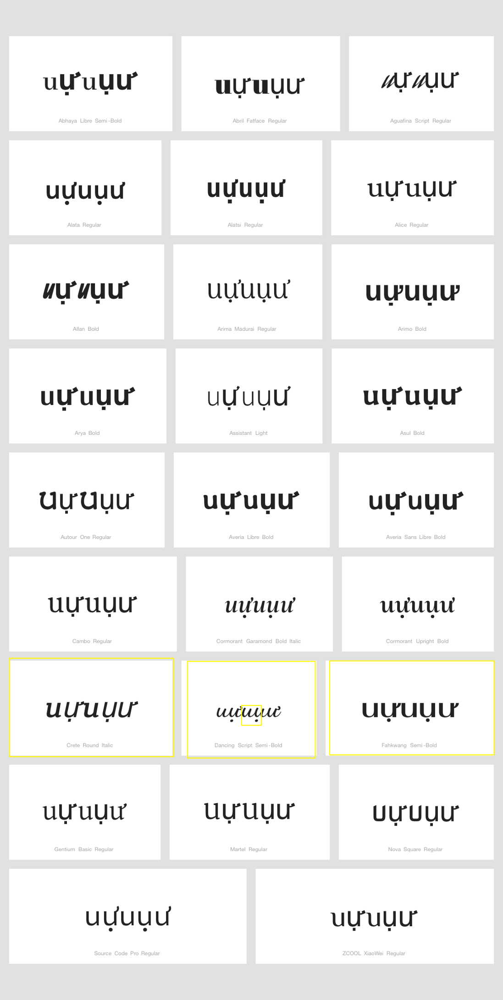 uựuụư
Abhaya Libre Semi-Bold
uựuụư
Abril Fatface Regular
uựuụư
Aguafina Script Regular
uựuụư
Alata Regular
uựuụư
Alatsi Regular
uựuụư
Alice Regular
uựuụư
Allan Bold
uựuụư
Arima Madurai Regular
uựuụư
Arimo Bold
uựuụư
Arya Bold
uựuụư
Assistant Light
uựuụư
Asul Bold
uựuụư
Autour One Regular
uựuụư
Averia Libre Bold
uựuụư
Averia Sans Libre Bold
uựuụư
Cambo Regular
uựuụư
Cormorant Garamond Bold Italic
uựuụư
Cormorant Upright Bold
uựuụư
Crete Round Italic
uựuụư
Dancing Script Semi-Bold
uựuụư
Fahkwang Semi-Bold
uựuụư
Gentium Basic Regular
uựuụư
Martel Regular
uựuụư
Nova Square Regular
uựuụư
Source Code Pro Regular
uựuụư
ZCOOL XiaoWei Regular